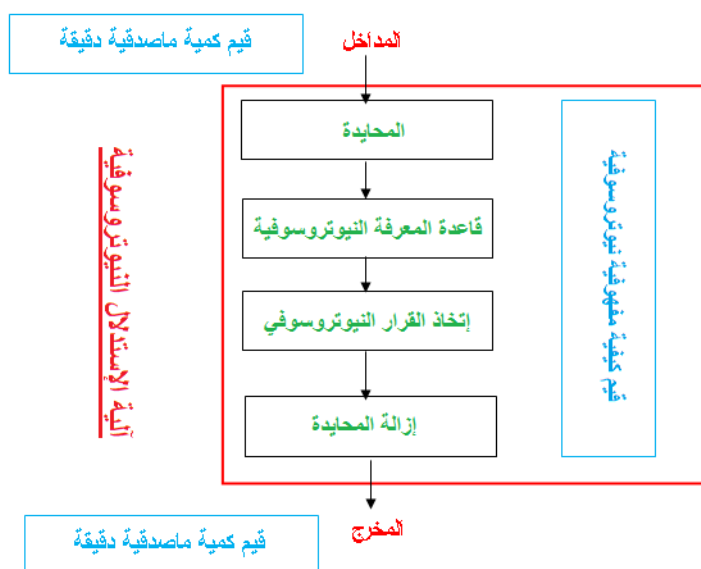 قيم كمية ماصدقية دقيقة
المداخل
المحايدة
قاعدة المعرفة النيوتروسوفية
إتخاذ القرار النيوتروسوفي
إزالة المحايدة
قيم كيفية مفهوقية نيوتروسوفية
آلية الإستدلال النيوتروسوفية
المخرج
قيم كمية ماصدقية دقيقة